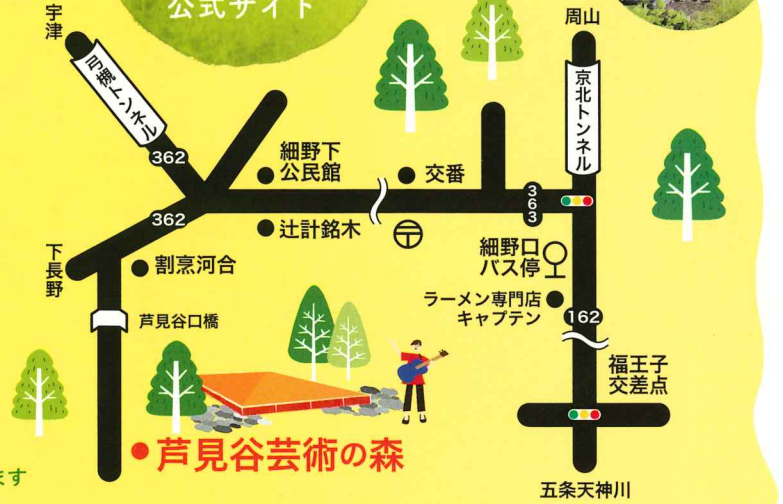 公式サイト
宇津
弓槻トンネル
362
周山
京北トンネル
細野下
公民館
交番
363
362
辻計銘木
〒
細野口
バス停
下長野
割烹河合
ラーメン専門店
キャプテン
162
芦見谷口橋
福王子
交差点
芦見谷芸術の森
ます
五条天神川